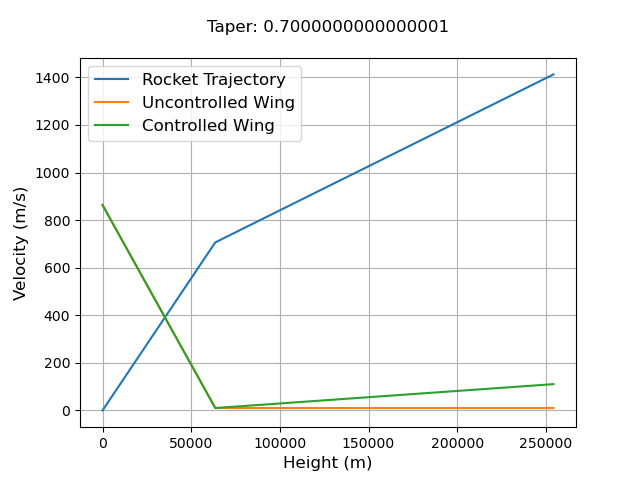 Taper: 0.7000000000000001
Rocket Trajectory
Uncontrolled Wing
Controlled Wing
1400
1200
1000
800
600
400
200
0
Velocity (m/s)
0 50000 100000 150000 200000 250000
Height (m)